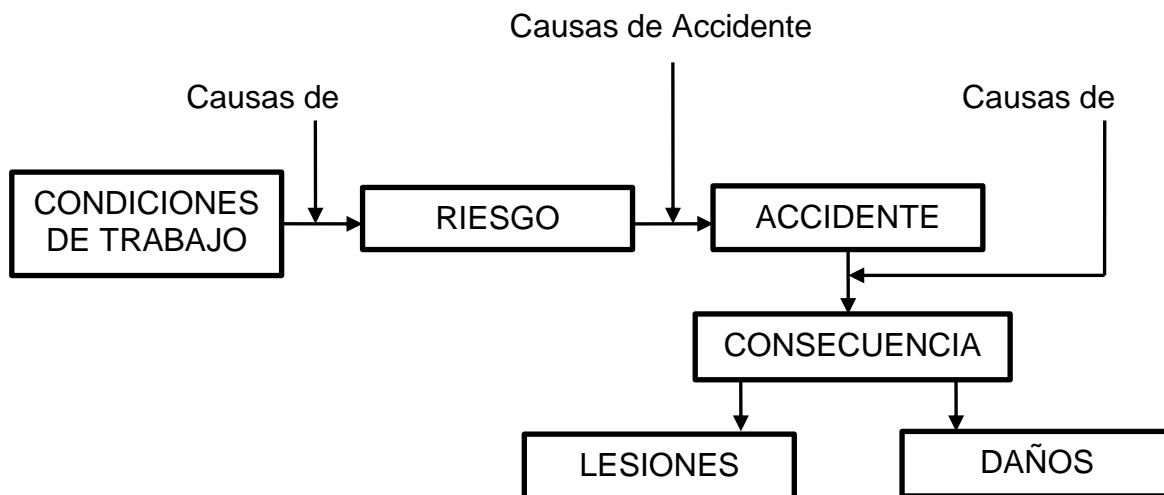 Causas de Accidente
Causas de
Causas de
CONDICIONES
DE TRABAJO
RIESGO
ACCIDENTE
CONSECUENCIA
LESIONES
DAÑOS